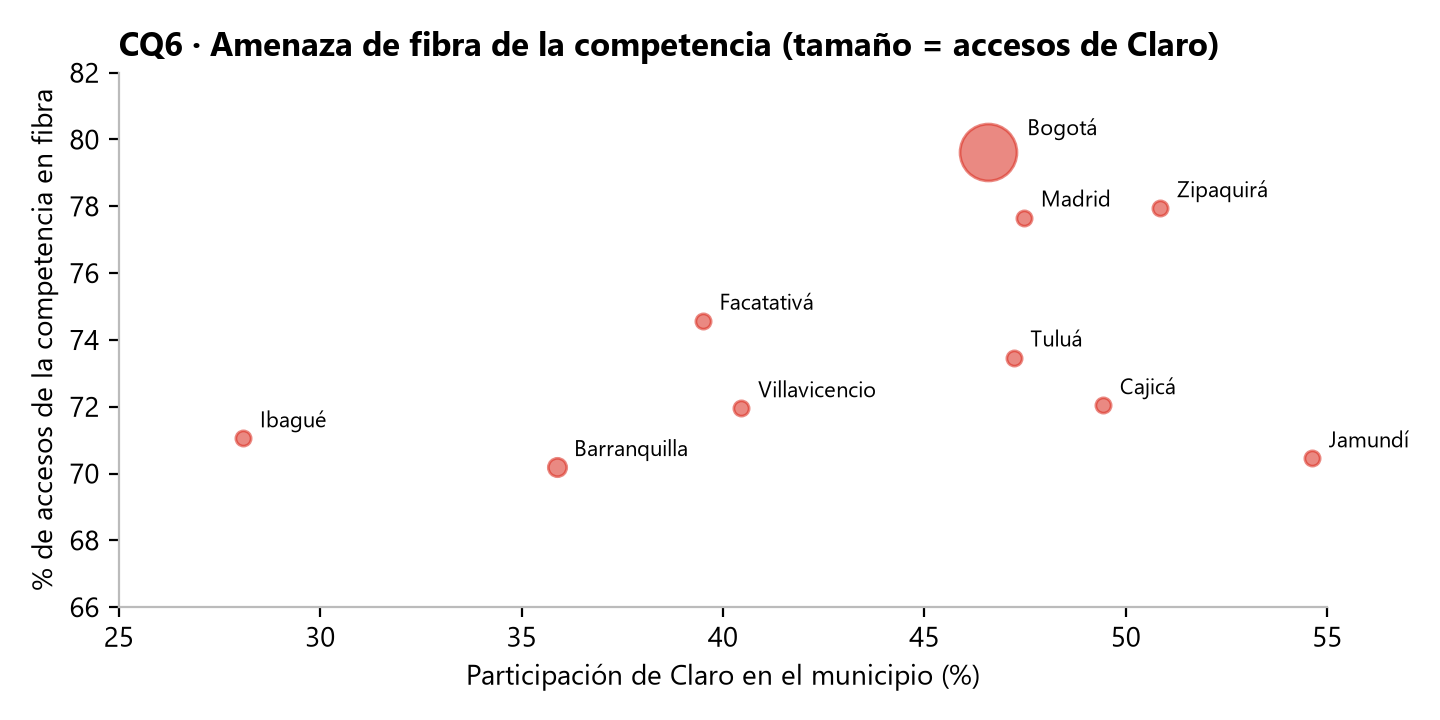 CQ6 · Amenaza de fibra de la competencia (tamaño = accesos de Claro)
% de accesos de la competencia en fibra
82
80
78
76
74
72
70
68
66
Bogotá
Madrid
Zipaquirá
Facatativá
Tuluá
Villavicencio
Cajicá
Ibagué
Barranquilla
Jamundí
25
30
35
40
45
50
55
Participación de Claro en el municipio (%)